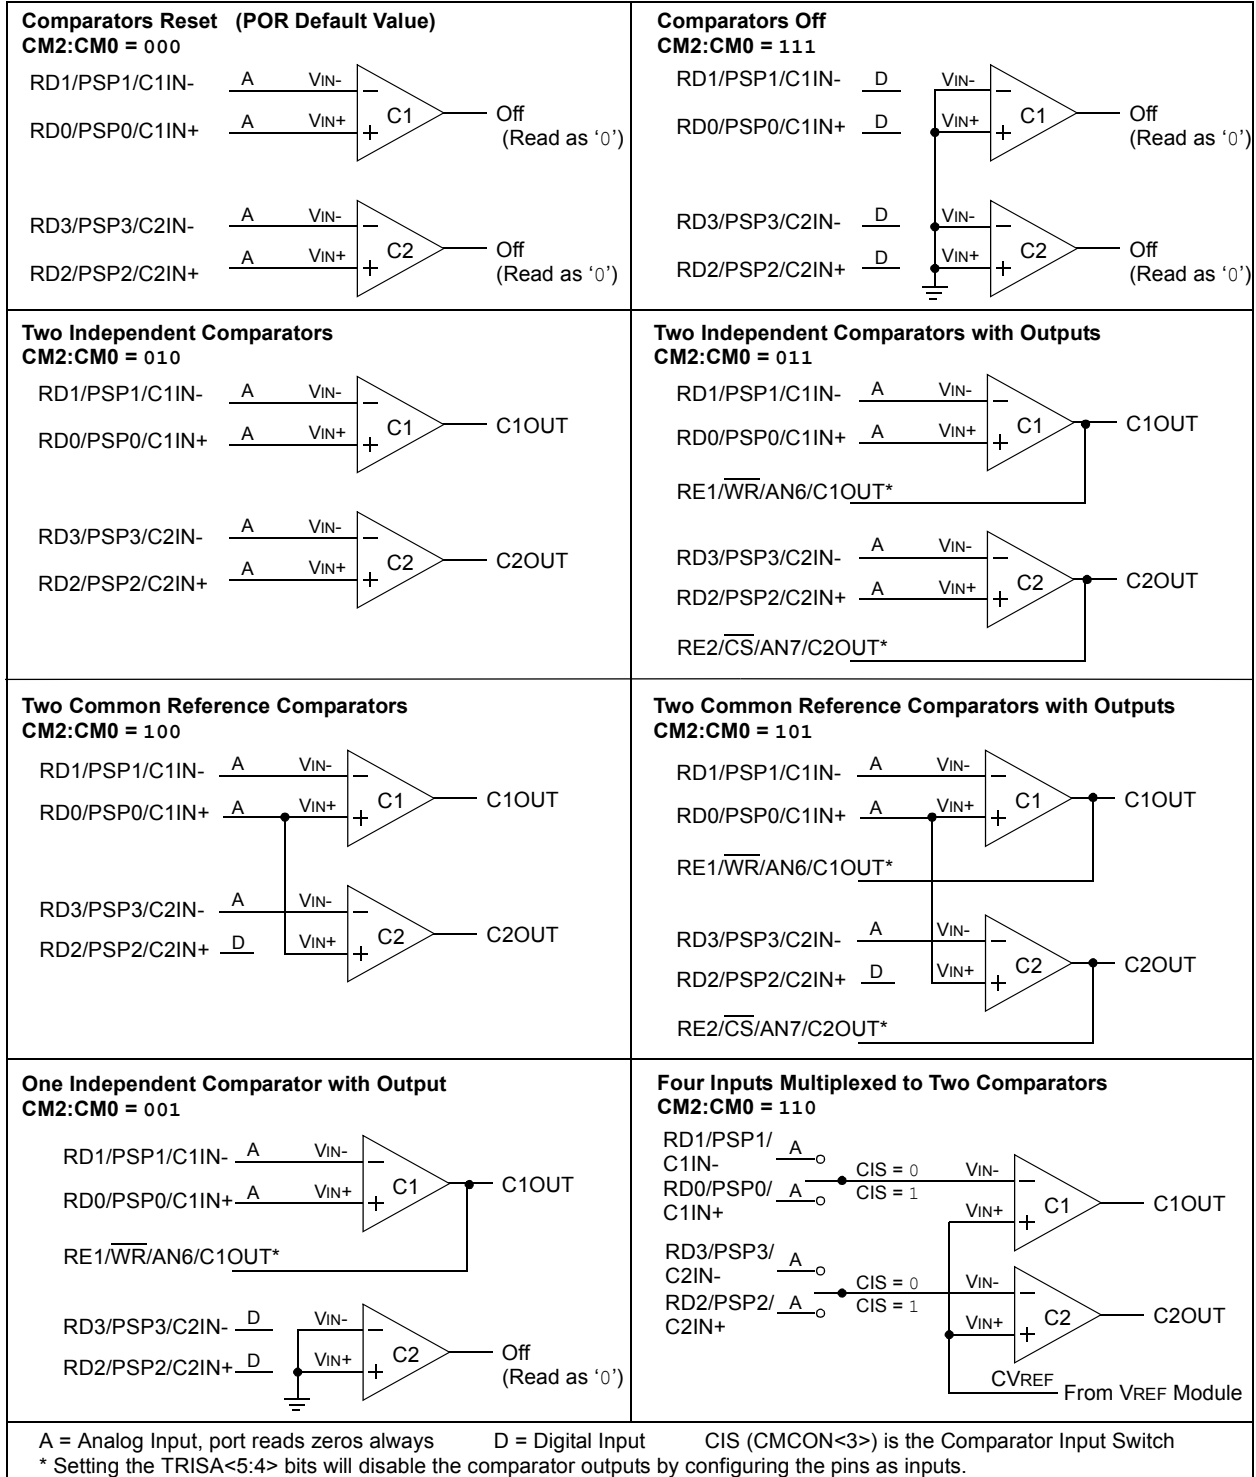 Comparators Reset (POR Default Value)
CM2:CM0 = 000
RD1/PSP1/C1IN- A VIN-
RD0/PSP0/C1IN+ A VIN+
C1
Off
(Read as ‘0’)
RD3/PSP3/C2IN- A VIN-
RD2/PSP2/C2IN+ A VIN+
C2
Off
(Read as ‘0’)
Comparators Off
CM2:CM0 = 111
RD1/PSP1/C1IN- D VIN-
RD0/PSP0/C1IN+ D VIN+
C1
Off
(Read as ‘0’)
RD3/PSP3/C2IN- D VIN-
RD2/PSP2/C2IN+ D VIN+
C2
Off
(Read as ‘0’)
Two Independent Comparators
CM2:CM0 = 010
RD1/PSP1/C1IN- A VIN-
RD0/PSP0/C1IN+ A VIN+
C1
C1OUT
RD3/PSP3/C2IN- A VIN-
RD2/PSP2/C2IN+ A VIN+
C2
C2OUT
Two Independent Comparators with Outputs
CM2:CM0 = 011
RD1/PSP1/C1IN- A VIN-
RD0/PSP0/C1IN+ A VIN+
C1
C1OUT
RE1/WR/AN6/C1OUT*
RD3/PSP3/C2IN- A VIN-
RD2/PSP2/C2IN+ A VIN+
C2
C2OUT
RE2/CS/AN7/C2OUT*
Two Common Reference Comparators
CM2:CM0 = 100
RD1/PSP1/C1IN- A VIN-
RD0/PSP0/C1IN+ A VIN+
C1
C1OUT
RD3/PSP3/C2IN- A VIN-
RD2/PSP2/C2IN+ D VIN+
C2
C2OUT
Two Common Reference Comparators with Outputs
CM2:CM0 = 101
RD1/PSP1/C1IN- A VIN-
RD0/PSP0/C1IN+ A VIN+
C1
C1OUT
RE1/WR/AN6/C1OUT*
RD3/PSP3/C2IN- A VIN-
RD2/PSP2/C2IN+ D VIN+
C2
C2OUT
RE2/CS/AN7/C2OUT*
One Independent Comparator with Output
CM2:CM0 = 001
RD1/PSP1/C1IN- A VIN-
RD0/PSP0/C1IN+ A VIN+
C1
C1OUT
RE1/WR/AN6/C1OUT*
RD3/PSP3/C2IN- D VIN-
RD2/PSP2/C2IN+ D VIN+
C2
Off
(Read as ‘0’)
Four Inputs Multiplexed to Two Comparators
CM2:CM0 = 110
RD1/PSP1/
C1IN- A
RD0/PSP0/
C1IN+ A
CIS = 0
CIS = 1
VIN-
VIN+
C1
C1OUT
RD3/PSP3/
C2IN- A
RD2/PSP2/
C2IN+ A
CIS = 0
CIS = 1
VIN-
VIN+
C2
C2OUT
CVREF
From VREF Module
A = Analog Input, port reads zeros always D = Digital Input CIS (CMCON<3>) is the Comparator Input Switch
* Setting the TRISA<5:4> bits will disable the comparator outputs by configuring the pins as inputs.